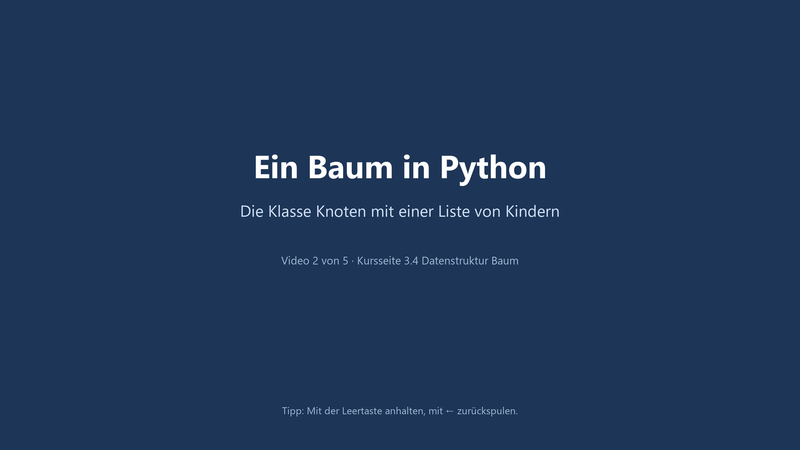 Ein Baum in Python
Die Klasse Knoten mit einer Liste von Kindern
Video 2 von 5 · Kursseite 3.4 Datenstruktur Baum
Tipp: Mit der Leertaste anhalten, mit ← zurückspulen.